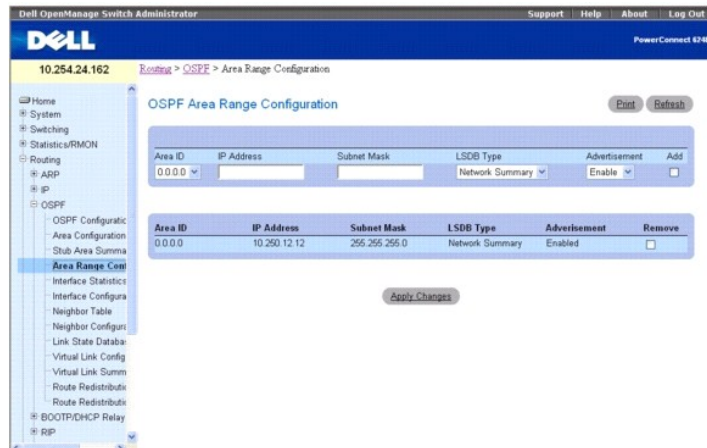 Dell OpenManage Switch Administrator
Support Help About Log Out
DELL
PowerConnect
10.254.24.162
Routing > OSPF > Area Range Configuration
Home
System
Switching
Statistics/RMON
Routing
ARP
IP
OSPF
OSPF Configuratic
Area Configuration
Stub Area Summa
Area Range Conf
Interface Statistics
Interface Configura
Neighbor Table
Neighbor Configura
Link State Databa
Virtual Link Config
Virtual Link Summ
Route Redistributic
Route Redistributic
BOOTP/DHCP Relay
RIP
OSPF Area Range Configuration
Print Refresh
Area ID IP Address Subnet Mask LSDB Type Advertisement Add
0.0.0.0 Network Summary Enable
Area ID IP Address Subnet Mask LSDB Type Adverisement Remove
0.0.0.0 10.250.12.12 255.255.255.0 Network Summary Enabled
Apply Changes